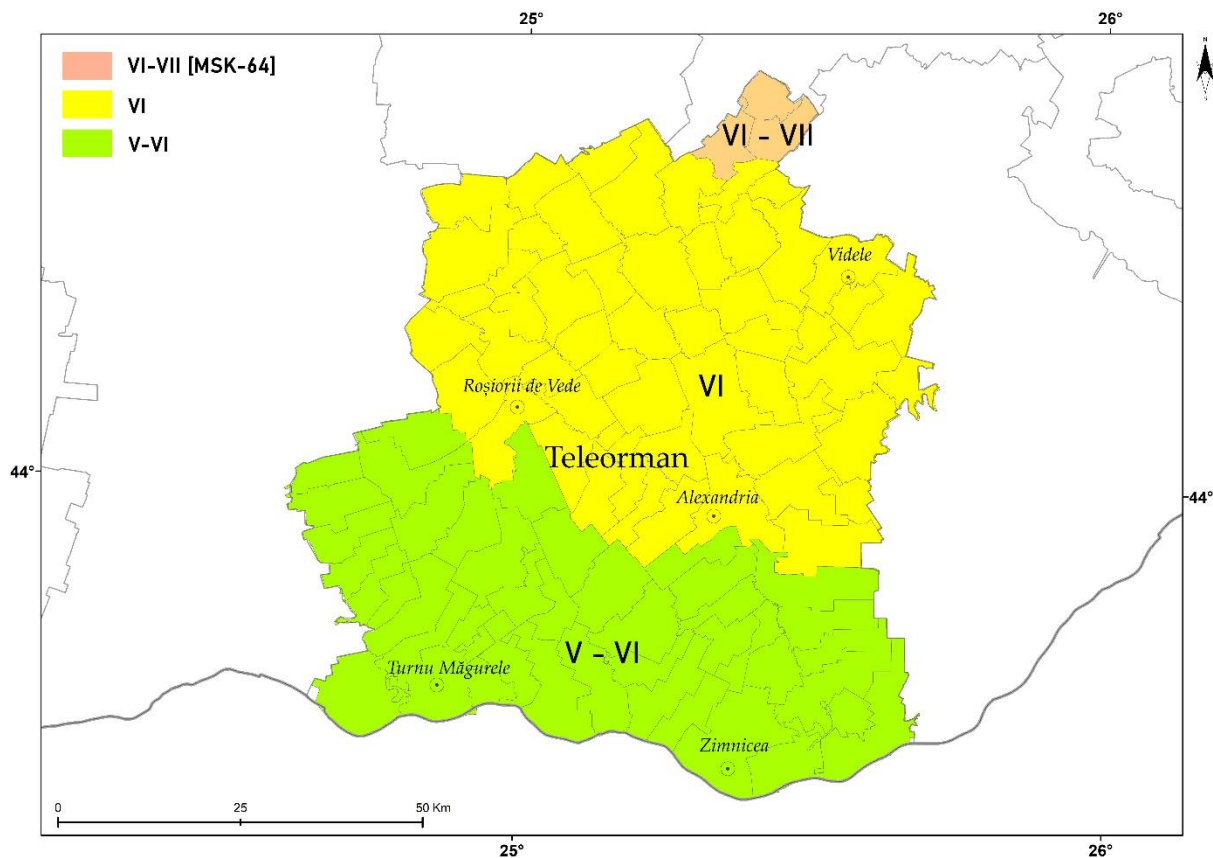 25°
26°
N
VI-VII [MSK-64]
VI
V-VI
VI - VII
Videle
Roșiorii de Vede
VI
Teleorman
44°
Alexandria
44°
V - VI
Turnu Măgurele
Zimnicea
0
25
50 Km
25°
26°